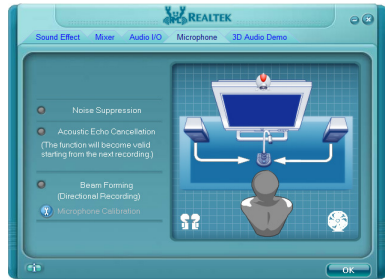 REALTEK
Sound Effect Mixer Audio I/O Microphone 3D Audio Demo
Noise Suppression
Acoustic Echo Cancellation
(The function will become valid
starting from the next recording.)
Beam Forming
(Directional Recording)
Microphone Calibration
OK